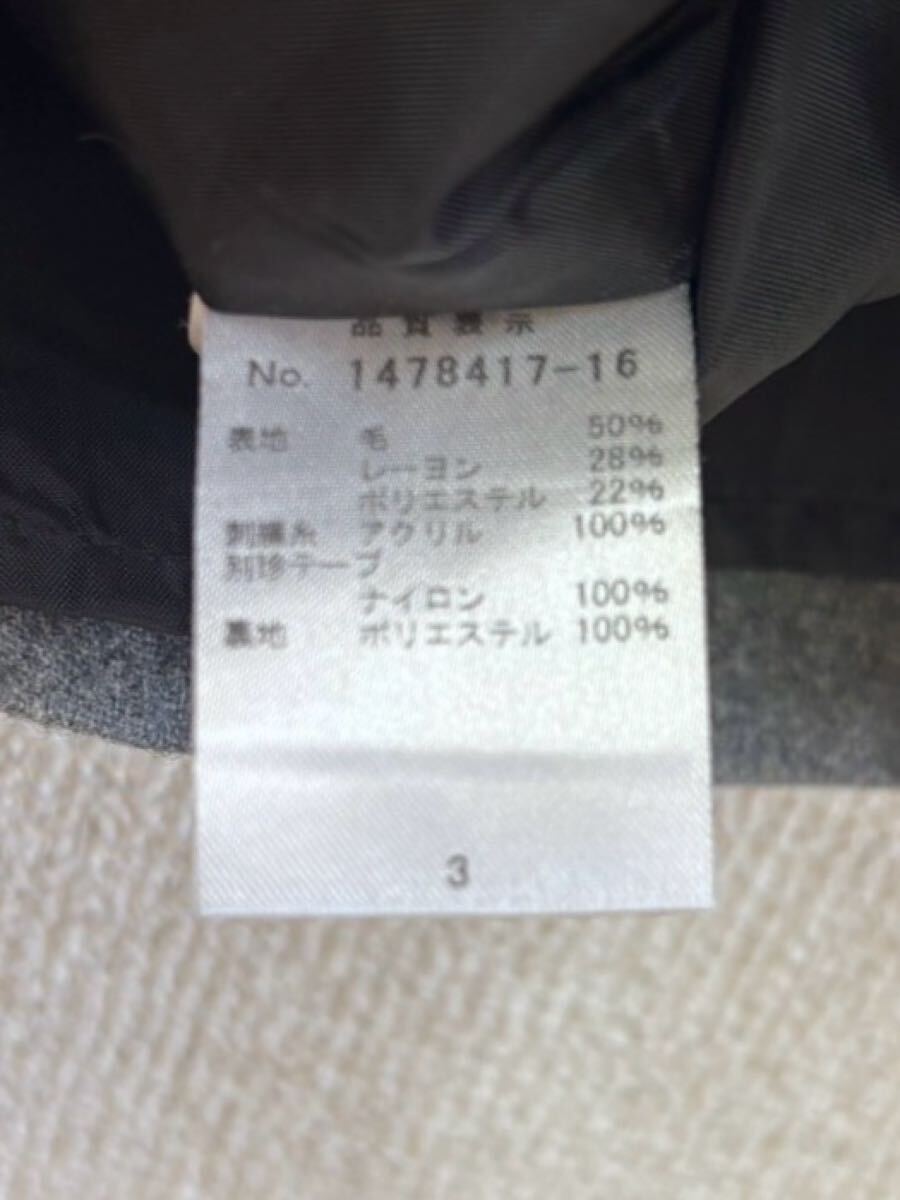 品質表示
No. 1478417-16
表地 毛 50%
レーヨン 28%
ポリエステル 22%
刺繍糸 アクリル 100%
別珍テープ
ナイロン 100%
裏地 ポリエステル 100%
3